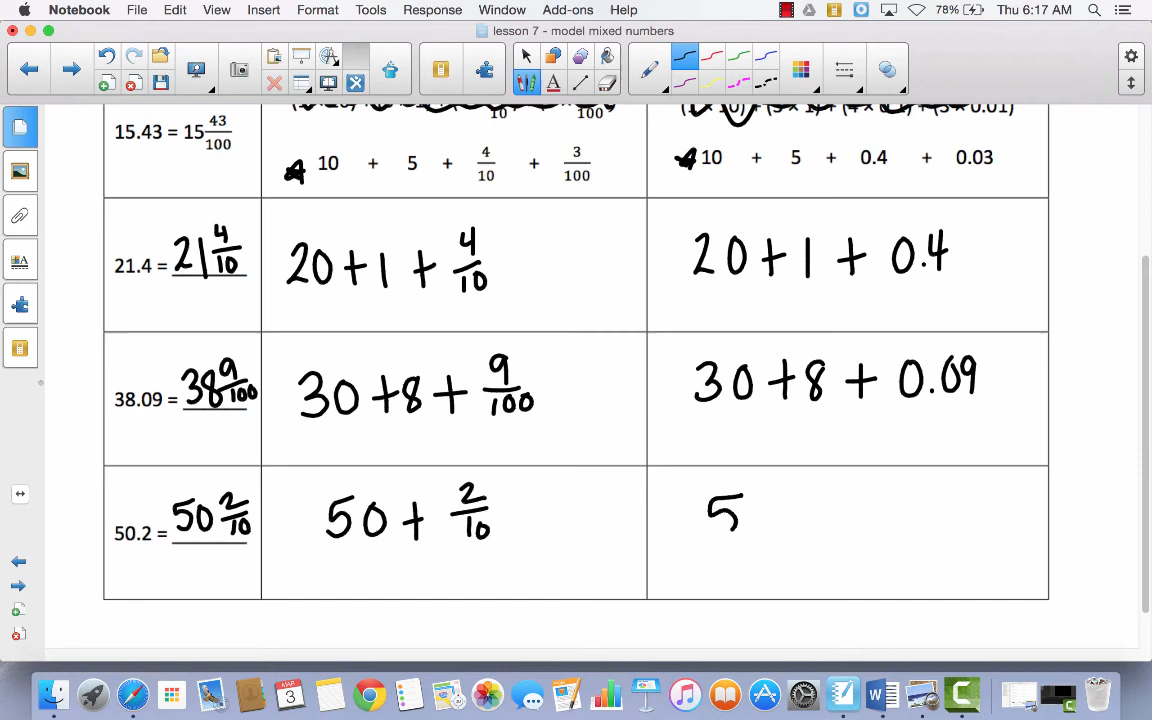 Notebook File Edit View Insert Format Tools Response Window Add-ons Help 78% Thu 6:17 AM
lesson 7 - model mixed numbers
15.43 = 15 43/100
10 + 5 + 4/10 + 3/100
10 + 5 + 0.4 + 0.03
21.4 = 21 4/10
20 + 1 + 4/10
20 + 1 + 0.4
38.09 = 38 9/100
30 + 8 + 9/100
30 + 8 + 0.09
50.2 = 50 2/10
50 + 2/10
5